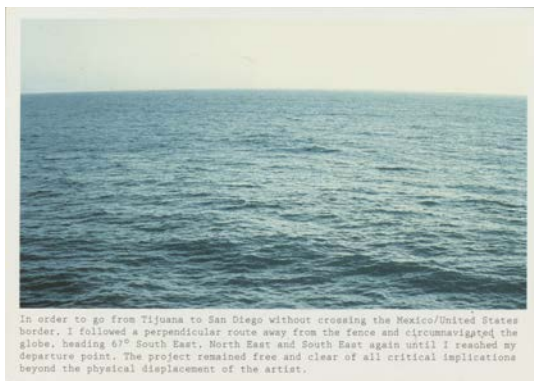 In order to go from Tijuana to San Diego without crossing the Mexico/United States
border, I followed a perpendicular route away from the fence and circumnavigated the
globe, heading 67° South East, North East and South East again until I reached my
departure point. The project remained free and clear of all critical implications
beyond the physical displacement of the artist.